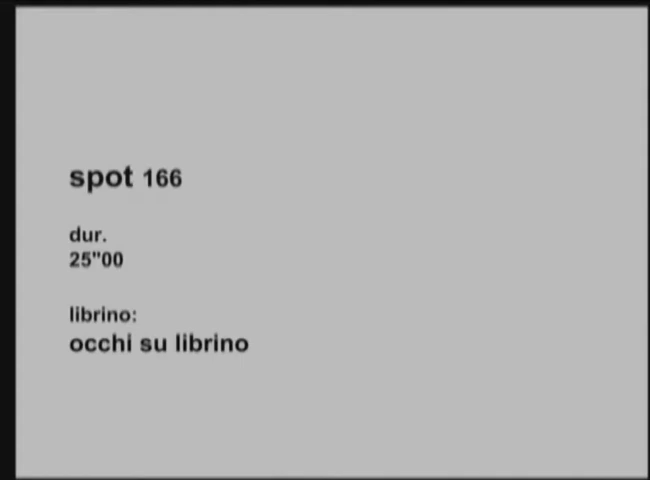 spot 166
dur.
25"00
librino:
occhi su librino